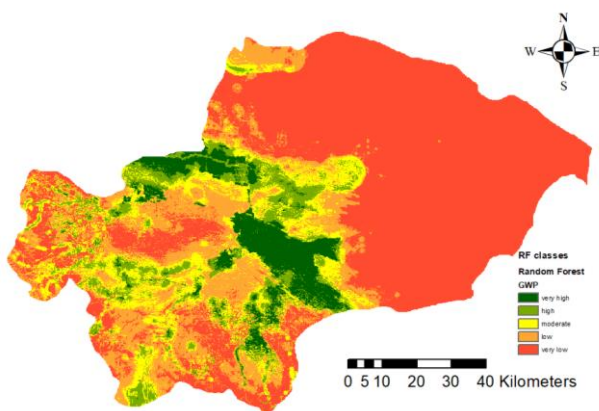 N
W E
S
RF classes
Random Forest
GWP
very high
high
moderate
low
very low
0 5 10 20 30 40 Kilometers